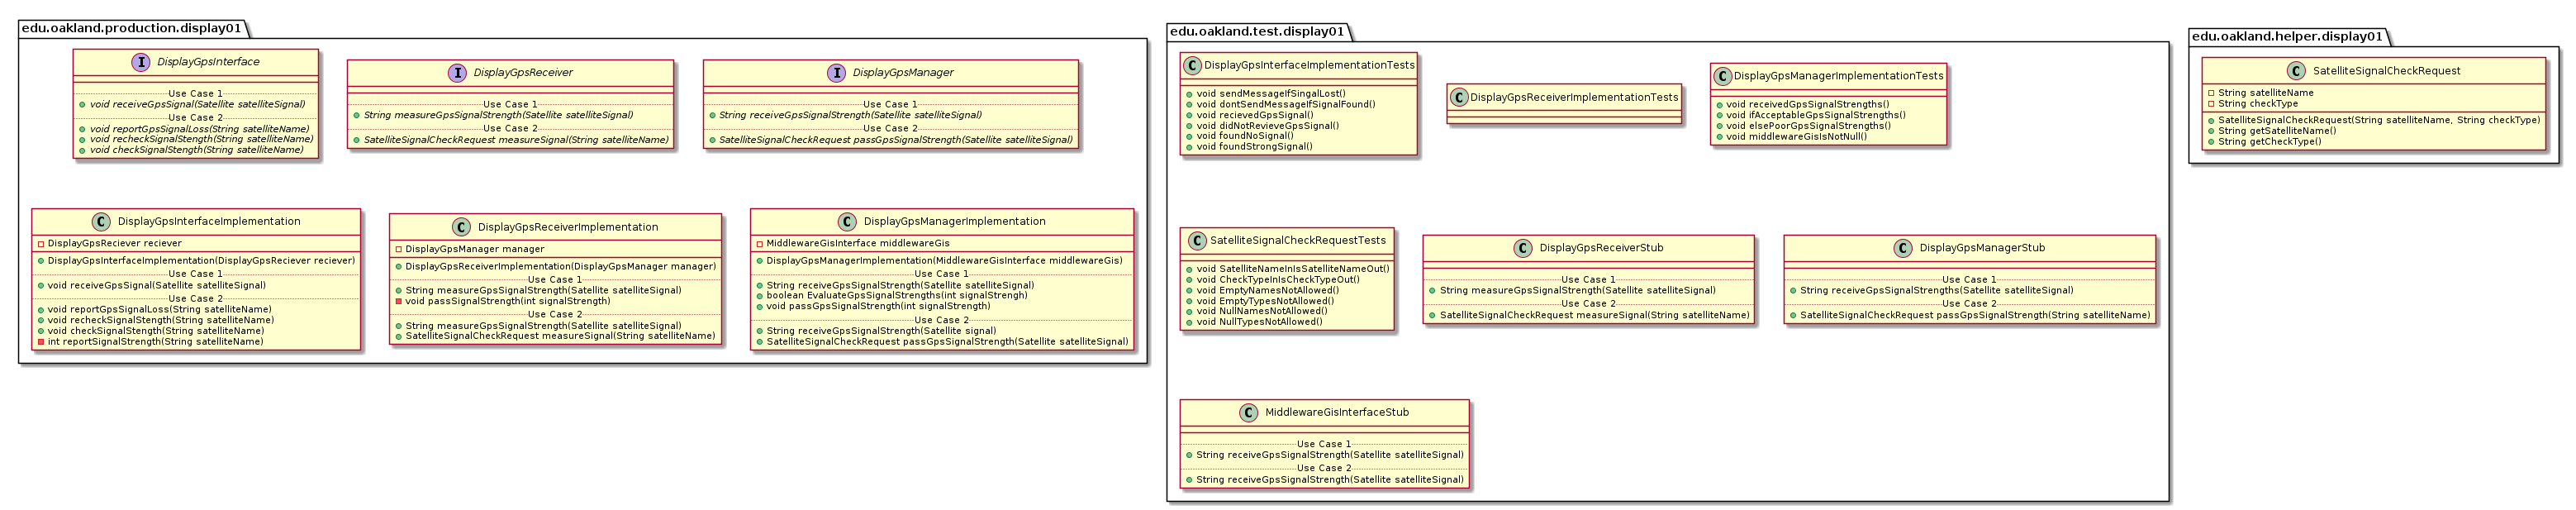 edu.oakland.production.display01
DisplayGpsInterface
Use Case 1
void receiveGpsSignal(Satellite satelliteSignal)
Use Case 2
void reportGpsSignalLoss(String satelliteName)
void recheckSignalStength(String satelliteName)
void checkSignalStength(String satelliteName)
DisplayGpsReceiver
Use Case 1
String measureGpsSignalStrength(Satellite satelliteSignal)
Use Case 2
SatelliteSignalCheckRequest measureSignal(String satelliteName)
DisplayGpsManager
Use Case 1
String receiveGpsSignalStrength(Satellite satelliteSignal)
Use Case 2
SatelliteSignalCheckRequest passGpsSignalStrength(Satellite satelliteSignal)
DisplayGpsInterfaceImplementation
DisplayGpsReciever reciever
DisplayGpsInterfaceImplementation(DisplayGpsReciever reciever)
Use Case 1
void receiveGpsSignal(Satellite satelliteSignal)
Use Case 2
void reportGpsSignalLoss(String satelliteName)
void recheckSignalStength(String satelliteName)
void checkSignalStength(String satelliteName)
int reportSignalStrength(String satelliteName)
DisplayGpsReceiverImplementation
DisplayGpsManager manager
DisplayGpsReceiverImplementation(DisplayGpsManager manager)
Use Case 1
String measureGpsSignalStrength(Satellite satelliteSignal)
void passSignalStrength(int signalStrength)
Use Case 2
String measureGpsSignalStrength(Satellite satelliteSignal)
SatelliteSignalCheckRequest measureSignal(String satelliteName)
DisplayGpsManagerImplementation
MiddlewareGisInterface middlewareGis
DisplayGpsManagerImplementation(MiddlewareGisInterface middlewareGis)
Use Case 1
String receiveGpsSignalStrength(Satellite satelliteSignal)
boolean EvaluateGpsSignalStrengths(int signalStrengh)
void passGpsSignalStrength(int signalStrength)
Use Case 2
String receiveGpsSignalStrength(Satellite signal)
SatelliteSignalCheckRequest passGpsSignalStrength(Satellite satelliteSignal)
edu.oakland.test.display01
DisplayGpsInterfaceImplementationTests
void sendMessageIfSingalLost()
void dontSendMessageIfSignalFound()
void recievedGpsSignal()
void didNotRevieveGpsSignal()
void foundNoSignal()
void foundStrongSignal()
DisplayGpsReceiverImplementationTests
DisplayGpsManagerImplementationTests
void receivedGpsSignalStrengths()
void ifAcceptableGpsSignalStrengths()
void elsePoorGpsSignalStrengths()
void middlewareGisIsNotNull()
SatelliteSignalCheckRequestTests
void SatelliteNameInIsSatelliteNameOut()
void CheckTypeInIsCheckTypeOut()
void EmptyNamesNotAllowed()
void EmptyTypesNotAllowed()
void NullNamesNotAllowed()
void NullTypesNotAllowed()
DisplayGpsReceiverStub
Use Case 1
String measureGpsSignalStrength(Satellite satelliteSignal)
Use Case 2
SatelliteSignalCheckRequest measureSignal(String satelliteName)
DisplayGpsManagerStub
Use Case 1
String receiveGpsSignalStrengths(Satellite satelliteSignal)
Use Case 2
SatelliteSignalCheckRequest passGpsSignalStrength(String satelliteName)
MiddlewareGisInterfaceStub
Use Case 1
String receiveGpsSignalStrength(Satellite satelliteSignal)
Use Case 2
String receiveGpsSignalStrength(Satellite satelliteSignal)
edu.oakland.helper.display01
SatelliteSignalCheckRequest
String satelliteName
String checkType
SatelliteSignalCheckRequest(String satelliteName, String checkType)
String getSatelliteName()
String getCheckType()